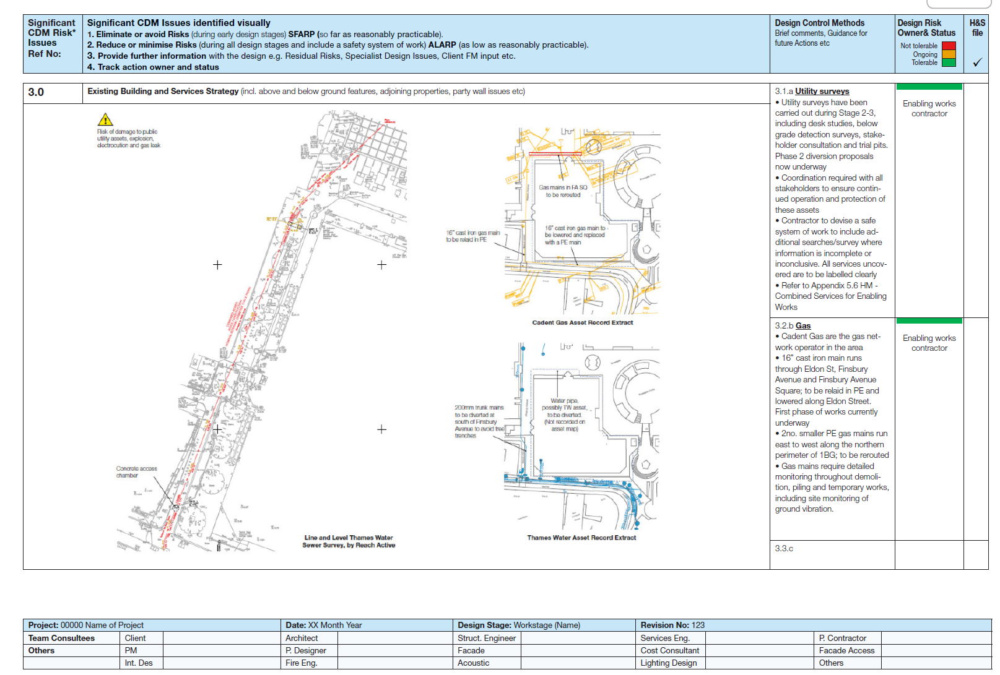 Significant
CDM Risk*
Issues
Ref No:
Significant CDM Issues identified visually
1. Eliminate or avoid Risks (during early design stages) SFARP (so far as reasonably practicable).
2. Reduce or minimise Risks (during all design stages and include a safety system of work) ALARP (as low as reasonably practicable).
3. Provide further information with the design e.g. Residual Risks, Specialist Design Issues, Client FM input etc.
4. Track action owner and status
Design Control Methods
Brief comments, Guidance for
future Actions etc
Design Risk
Owner& Status
Not tolerable
Ongoing
Tolerable
H&S
file
✓
3.0
Existing Building and Services Strategy (incl. above and below ground features, adjoining properties, party wall issues etc)
Risk of damage to public
utility assets, explosion,
electrocution and gas leak
Concrete access
chamber
Line and Level Thames Water
Sewer Survey, by Reach Active
Gas mains in FA SQ
to be rerouted
16" cast iron gas main
to be relaid in PE
16" cast iron gas main to
be lowered and replaced
with a PE main
Cadent Gas Asset Record Extract
200mm trunk mains
to be diverted at
south of Finsbury
Avenue to avoid tree
trenches
Water pipe,
possibly TW asset,
to be diverted.
(Not recorded on
asset map)
Thames Water Asset Record Extract
3.1.a Utility surveys
• Utility surveys have been
carried out during Stage 2-3,
including desk studies, below
grade detection surveys, stake-
holder consultation and trial pits.
Phase 2 diversion proposals
now underway
• Coordination required with all
stakeholders to ensure contin-
ued operation and protection of
these assets
• Contractor to devise a safe
system of work to include ad-
ditional searches/survey where
information is incomplete or
inconclusive. All services uncov-
ered are to be labelled clearly
• Refer to Appendix 5.6 HM -
Combined Services for Enabling
Works
Enabling works
contractor
3.2.b Gas
• Cadent Gas are the gas net-
work operator in the area
• 16” cast iron main runs
through Eldon St, Finsbury
Avenue and Finsbury Avenue
Square; to be relaid in PE and
lowered along Eldon Street.
First phase of works currently
underway
• 2no. smaller PE gas mains run
east to west along the northern
perimeter of 1BG; to be rerouted
• Gas mains require detailed
monitoring throughout demoli-
tion, piling and temporary works,
including site monitoring of
ground vibration.
Enabling works
contractor
3.3.c
Project: 00000 Name of Project
Date: XX Month Year
Design Stage: Workstage (Name)
Revision No: 123
Team Consultees
Client
Architect
Struct. Engineer
Services Eng.
P. Contractor
Others
PM
P. Designer
Facade
Cost Consultant
Facade Access
Int. Des
Fire Eng.
Acoustic
Lighting Design
Others